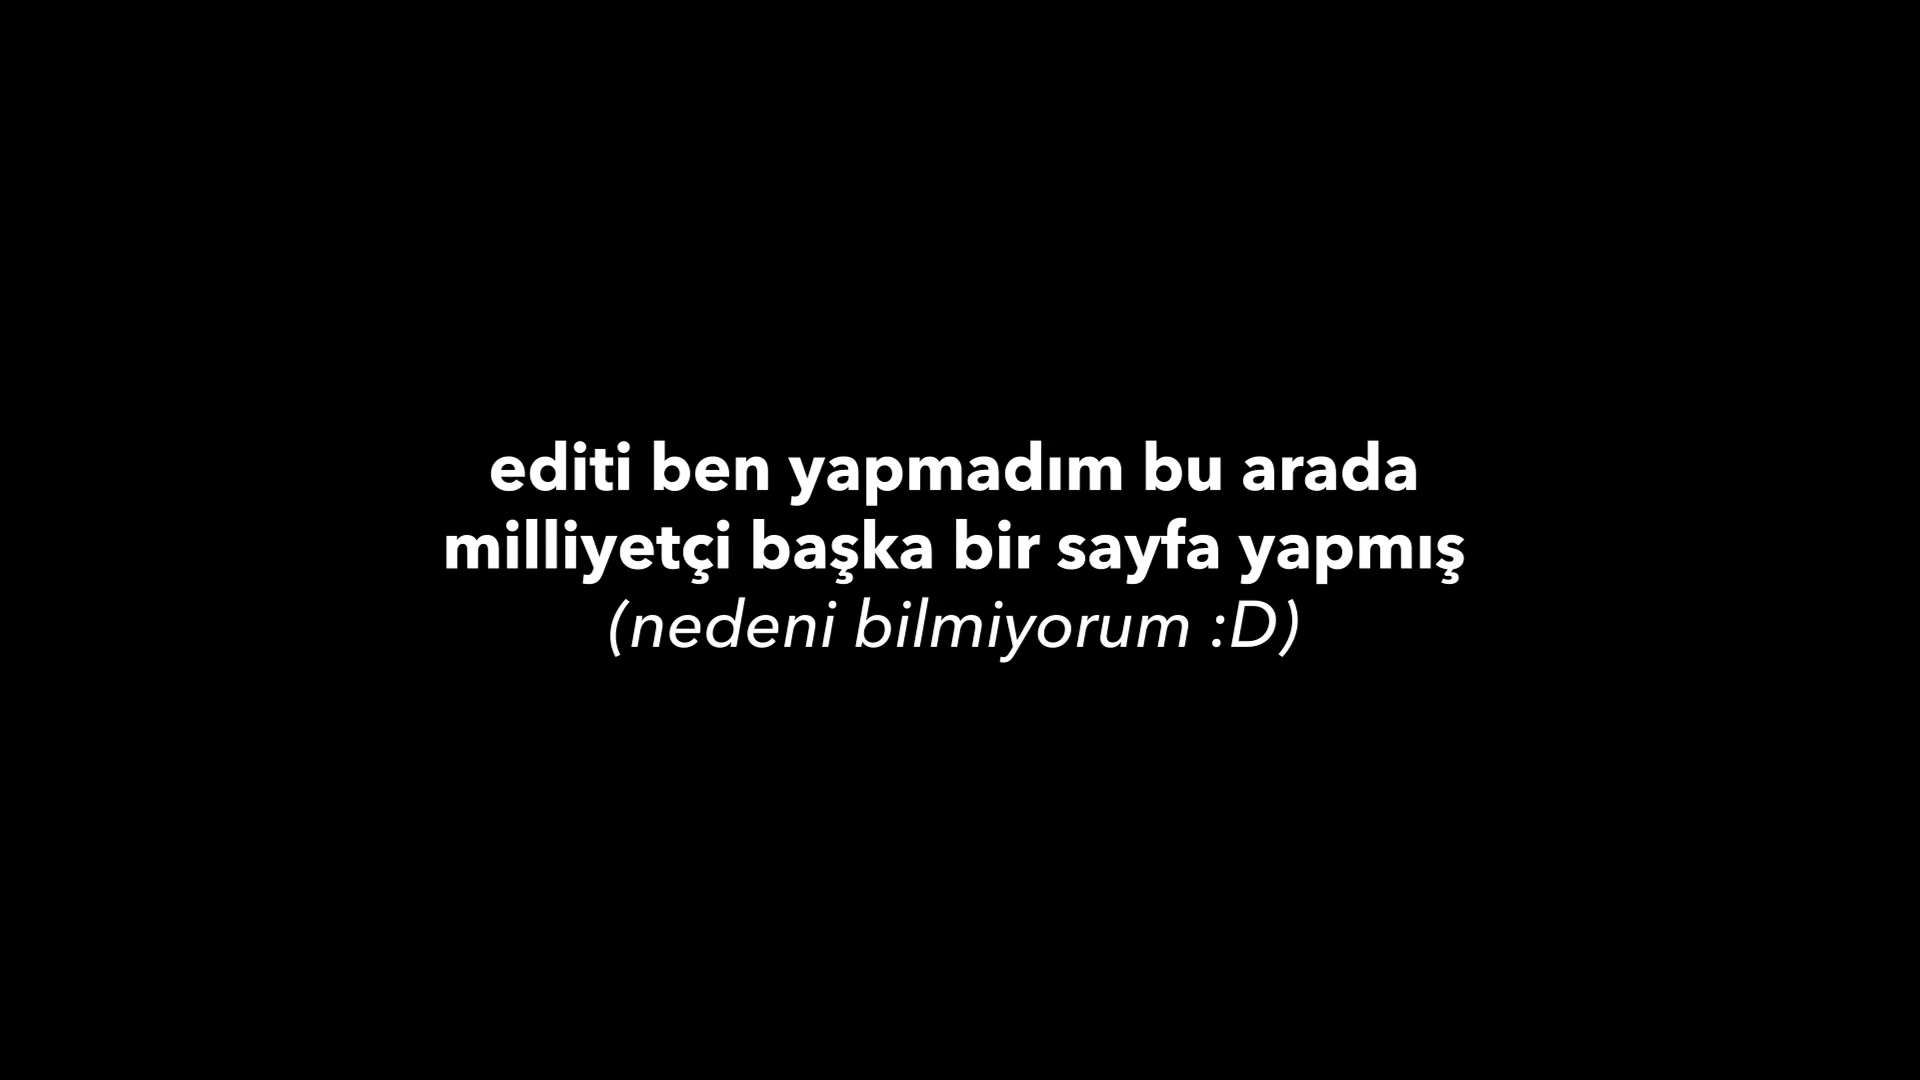 editi ben yapmadım bu arada
milliyetçi başka bir sayfa yapmış
(nedeni bilmiyorum :D)